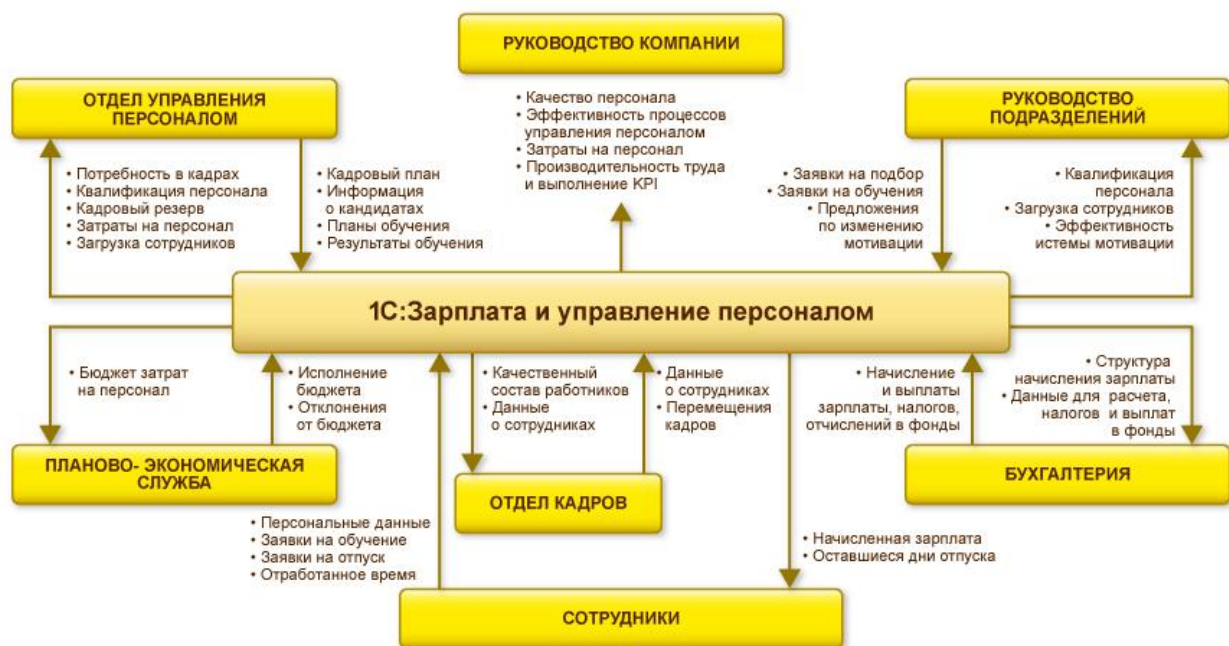 РУКОВОДСТВО КОМПАНИИ
• Качество персонала
• Эффективность процессов
управления персоналом
• Затраты на персонал
• Производительность труда
и выполнение KPI
ОТДЕЛ УПРАВЛЕНИЯ
ПЕРСОНАЛОМ
• Потребность в кадрах
• Квалификация персонала
• Кадровый резерв
• Затраты на персонал
• Загрузка сотрудников
• Кадровый план
• Информация
о кандидатах
• Планы обучения
• Результаты обучения
РУКОВОДСТВО
ПОДРАЗДЕЛЕНИЙ
• Заявки на подбор
• Заявки на обучения
• Предложения
по изменению
мотивации
• Квалификация
персонала
• Загрузка сотрудников
• Эффективность
истемы мотивации
1С:Зарплата и управление персоналом
• Бюджет затрат
на персонал
• Исполнение
бюджета
• Отклонения
от бюджета
ПЛАНОВО- ЭКОНОМИЧЕСКАЯ
СЛУЖБА
• Качественный
состав работников
• Данные
о сотрудниках
• Данные
о сотрудниках
• Перемещения
кадров
ОТДЕЛ КАДРОВ
• Начисление
и выплаты
зарплаты, налогов,
отчислений в фонды
• Структура
начисления зарплаты
• Данные для расчета,
налогов и выплат
в фонды
БУХГАЛТЕРИЯ
• Персональные данные
• Заявки на обучение
• Заявки на отпуск
• Отработанное время
• Начисленная зарплата
• Оставшиеся дни отпуска
СОТРУДНИКИ